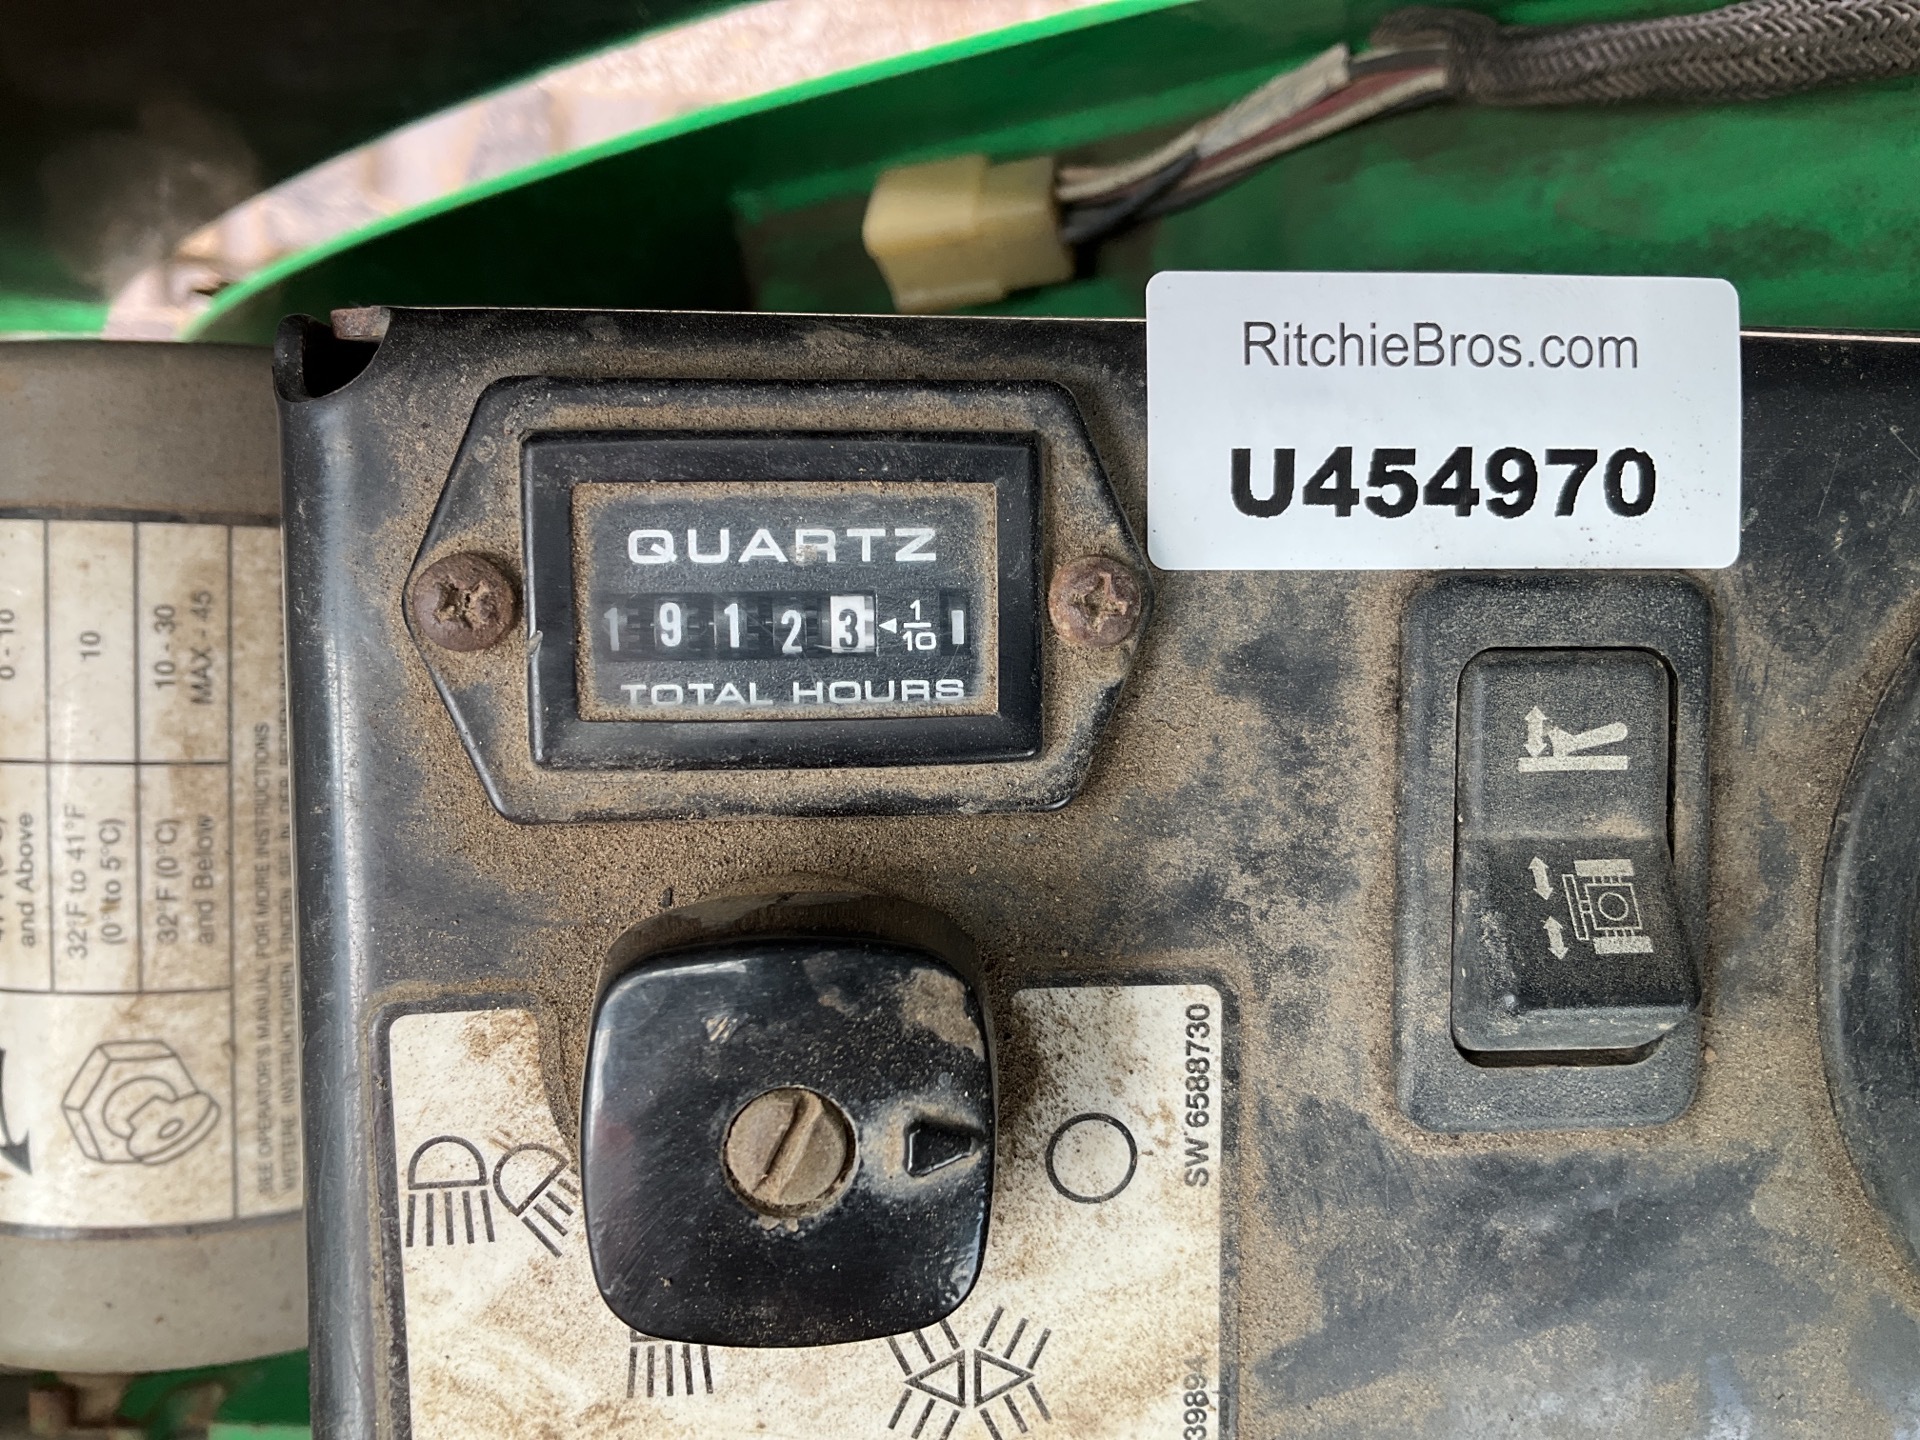 RitchieBros.com
U454970
QUARTZ
19123 ◄ 1/10
TOTAL HOURS
0 - 10
10
10 - 30
MAX - 45
and Above
32°F to 41°F
(0 to 5°C)
32°F (0°C)
and Below
SEE OPERATOR'S MANUAL FOR MORE INSTRUCTIONS
SW 6588730
39894